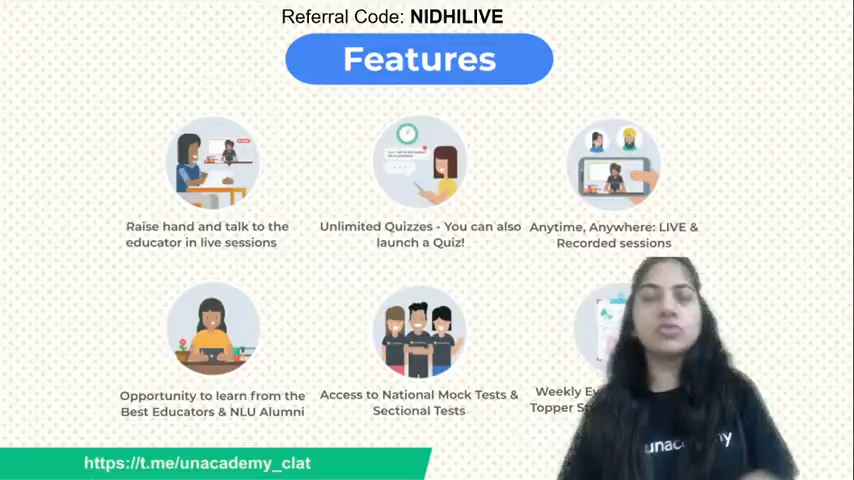 Referral Code: NIDHILIVE
Features
Raise hand and talk to the
educator in live sessions
Unlimited Quizzes - You can also
launch a Quiz!
Anytime, Anywhere: LIVE &
Recorded sessions
Opportunity to learn from the
Best Educators & NLU Alumni
Access to National Mock Tests &
Sectional Tests
Weekly
Topper
unacademy
https://t.me/unacademy_clat